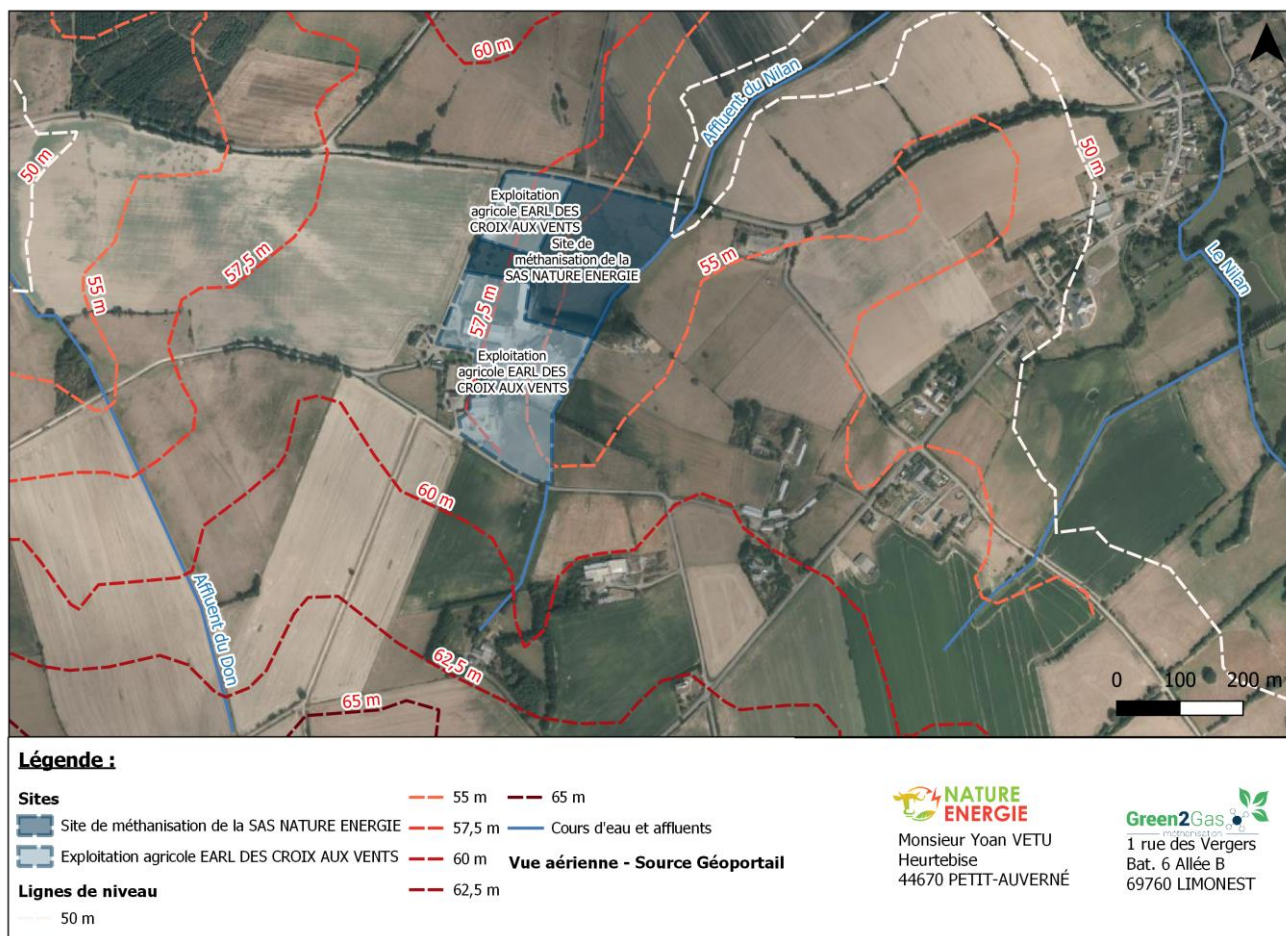 60 m
Affluent du Nilan
50 m
50 m
57,5 m
55 m
Exploitation
agricole EARL DES
CROIX AUX VENTS
Site de
méthanisation de la
SAS NATURE ENERGIE
55 m
Le Nilan
57,5 m
Exploitation
agricole EARL DES
CROIX AUX VENTS
60 m
Affluent du Don
62,5 m
65 m
0 100 200 m
Légende :
Sites
Site de méthanisation de la SAS NATURE ENERGIE
Exploitation agricole EARL DES CROIX AUX VENTS
Lignes de niveau
50 m
55 m
57,5 m
60 m
62,5 m
65 m
Cours d'eau et affluents
Vue aérienne - Source Géoportail
NATURE
ENERGIE
Monsieur Yoan VETU
Heurtebise
44670 PETIT-AUVERNÉ
Green2Gas
méthanisation
1 rue des Vergers
Bat. 6 Allée B
69760 LIMONEST